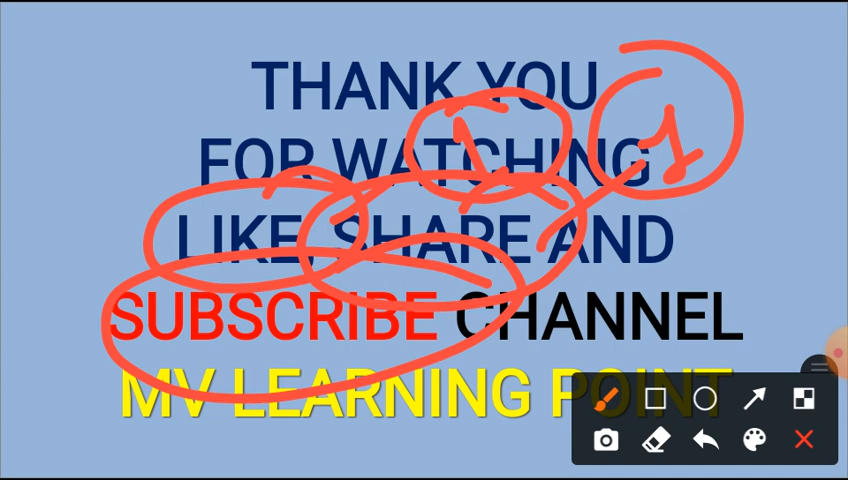 THANK YOU
FOR WATCHING
LIKE, SHARE AND
SUBSCRIBE CHANNEL
MV LEARNING POINT